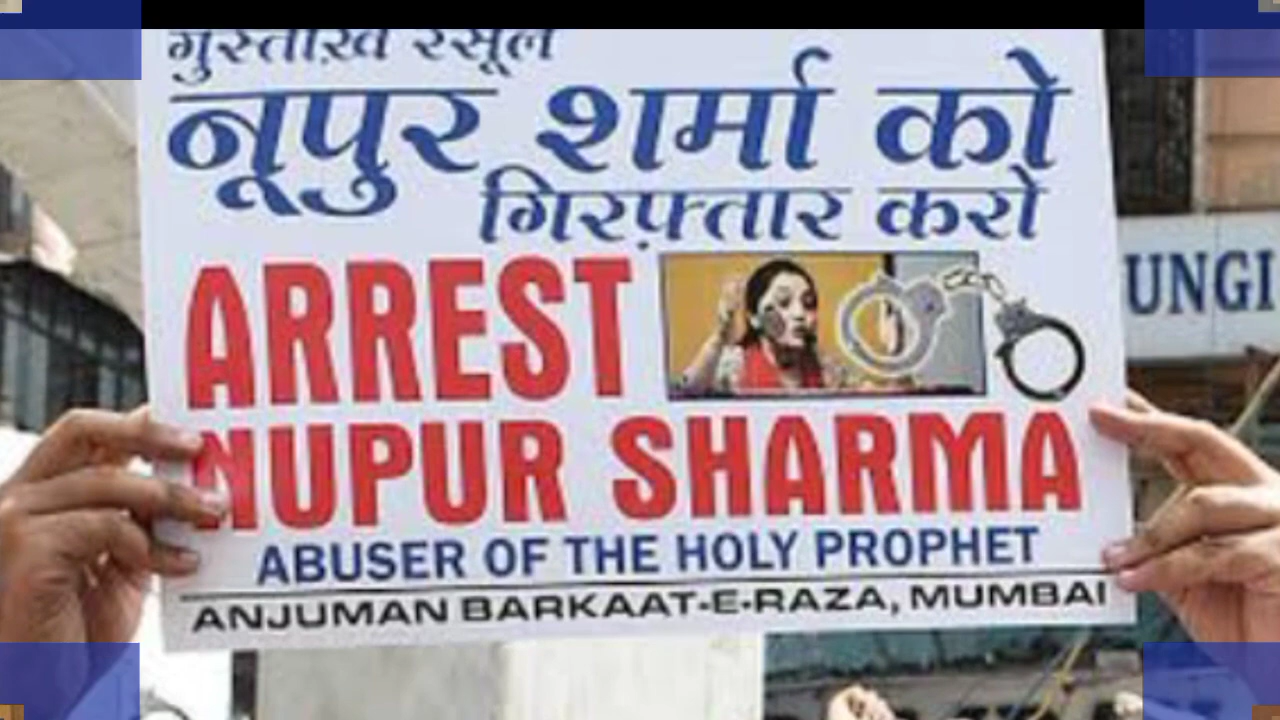 गुस्ताख़ रसूल
नूपुर शर्मा को
गिरफ़्तार करो
ARREST
NUPUR SHARMA
ABUSER OF THE HOLY PROPHET
ANJUMAN BARKAAT-E-RAZA, MUMBAI
UNGI